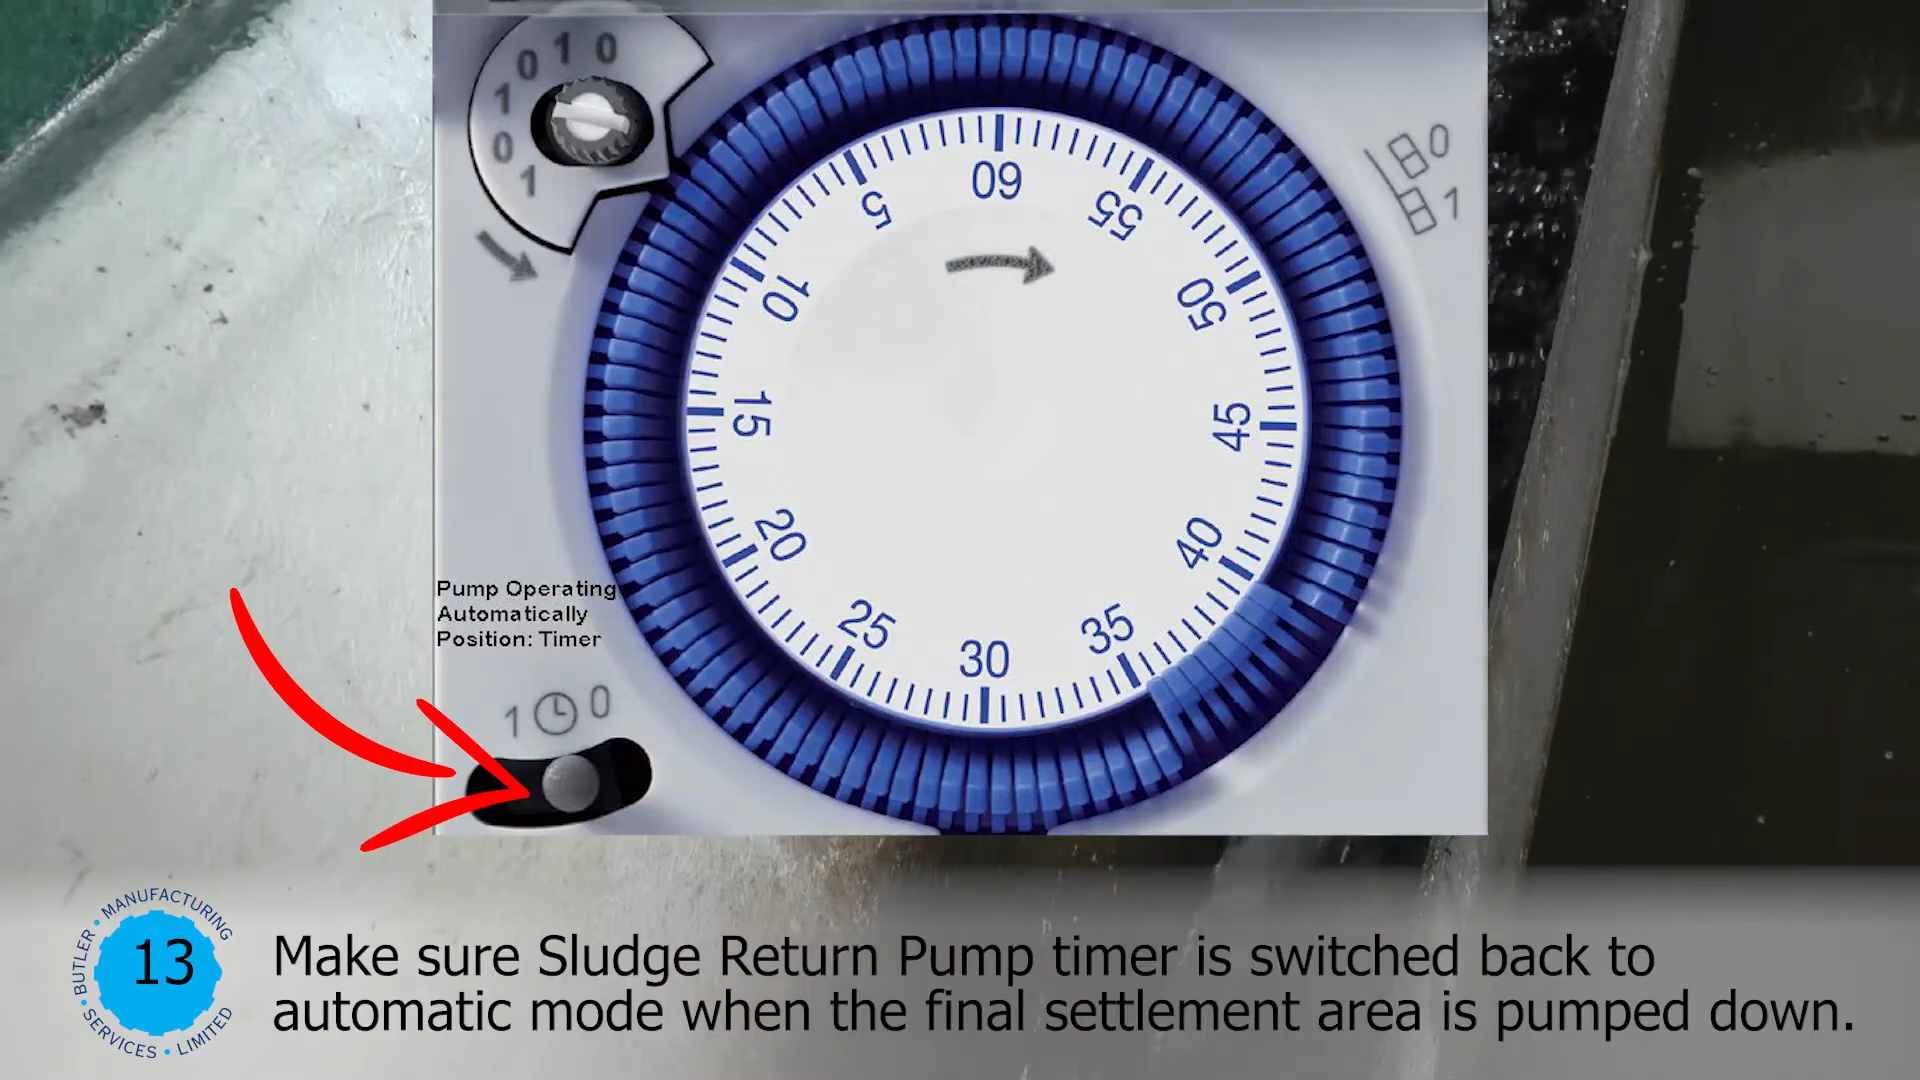 0 1 0
1
0
1
0
1
60
55
50
45
40
35
30
25
20
15
10
5
Pump Operating
Automatically
Position: Timer
1 0
BUTLER • MANUFACTURING
SERVICES • LIMITED
13
Make sure Sludge Return Pump timer is switched back to
automatic mode when the final settlement area is pumped down.